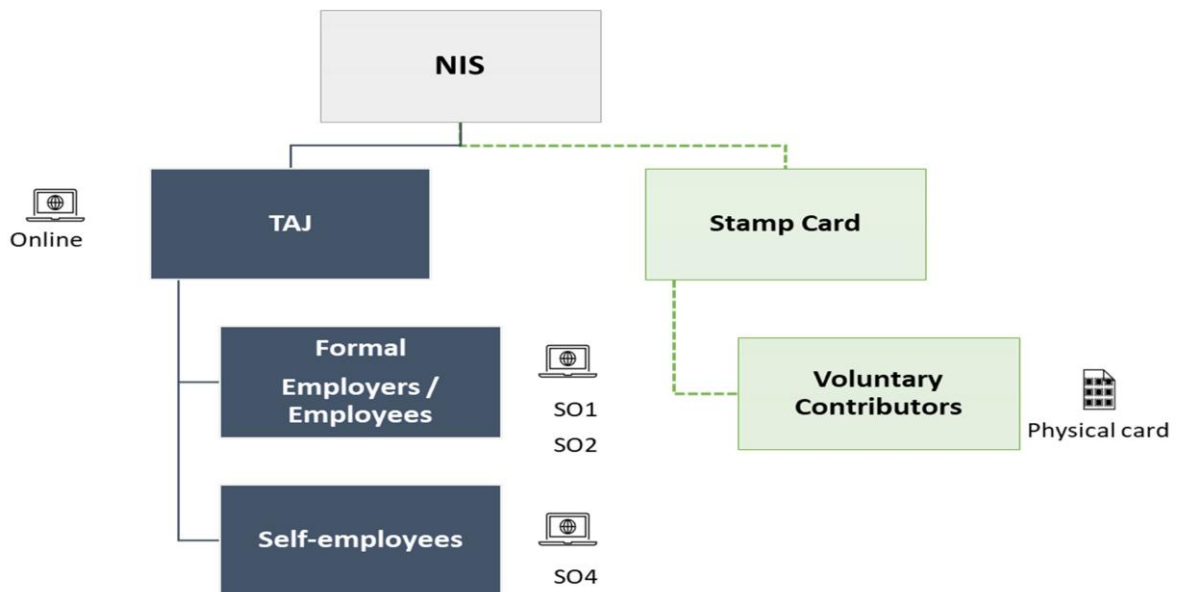 NIS
TAJ
Online
Stamp Card
Formal
Employers /
Employees
SO1
SO2
Voluntary
Contributors
Physical card
Self-employees
SO4